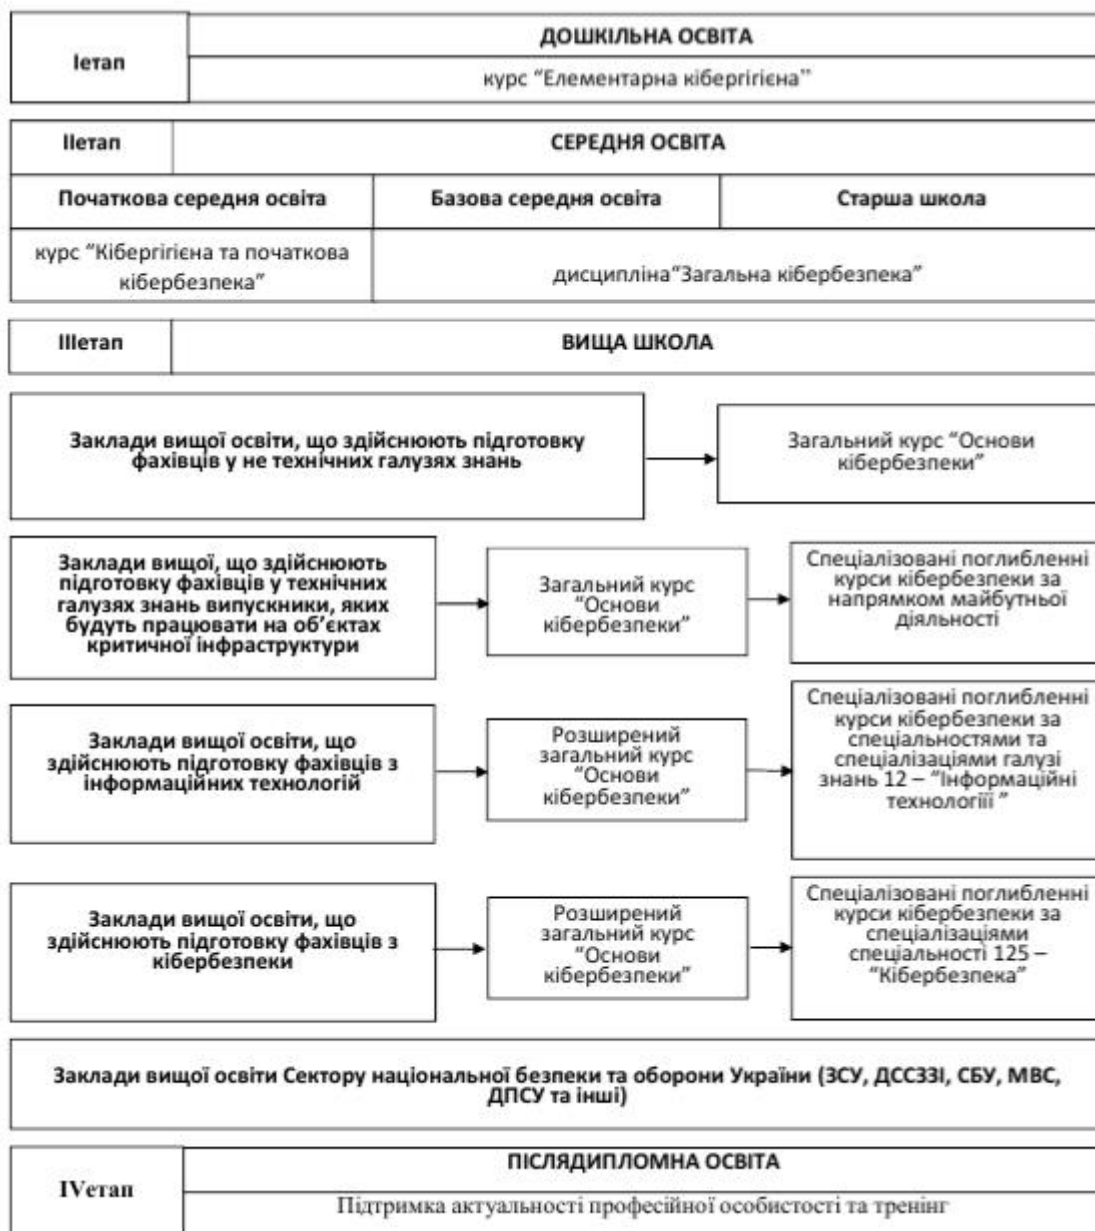 Іетап
ДОШКІЛЬНА ОСВІТА
курс “Елементарна кібергігієна”
ІІетап
СЕРЕДНЯ ОСВІТА
Початкова середня освіта
Базова середня освіта
Старша школа
курс “Кібергігієна та початкова
кібербезпека”
дисципліна“Загальна кібербезпека”
ІІІетап
ВИЩА ШКОЛА
Заклади вищої освіти, що здійснюють підготовку
фахівців у не технічних галузях знань
Загальний курс “Основи
кібербезпеки”
Заклади вищої, що здійснюють
підготовку фахівців у технічних
галузях знань випускники, яких
будуть працювати на об’єктах
критичної інфраструктури
Загальний курс
“Основи
кібербезпеки”
Спеціалізовані поглибленні
курси кібербезпеки за
напрямком майбутньої
діяльності
Заклади вищої освіти, що
здійснюють підготовку фахівців з
інформаційних технологій
Розширений
загальний курс
“Основи
кібербезпеки”
Спеціалізовані поглибленні
курси кібербезпеки за
спеціальностями та
спеціалізаціями галузі
знань 12 – “Інформаційні
технологіії ”
Заклади вищої освіти, що
здійснюють підготовку фахівців з
кібербезпеки
Розширений
загальний курс
“Основи
кібербезпеки”
Спеціалізовані поглибленні
курси кібербезпеки за
спеціалізаціями
спеціальності 125 –
“Кібербезпека”
Заклади вищої освіти Сектору національної безпеки та оборони України (ЗСУ, ДССЗЗІ, СБУ, МВС,
ДПСУ та інші)
IVетап
ПІСЛЯДИПЛОМНА ОСВІТА
Підтримка актуальності професійної особистості та тренінг